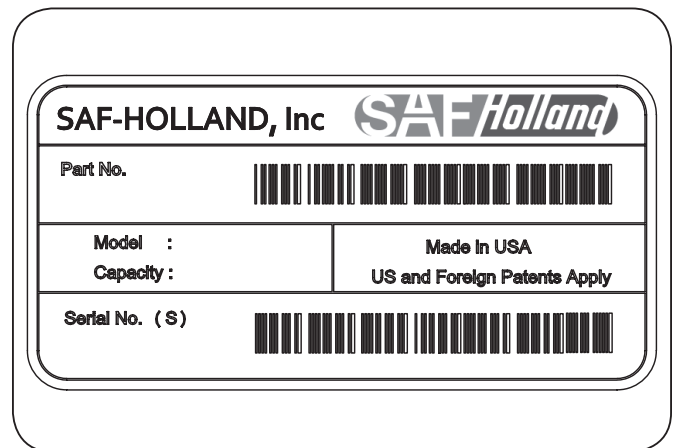 SAF-HOLLAND, Inc SAF Holland
Part No.
Model :
Capacity :
Made in USA
US and Foreign Patents Apply
Serial No. ( S )